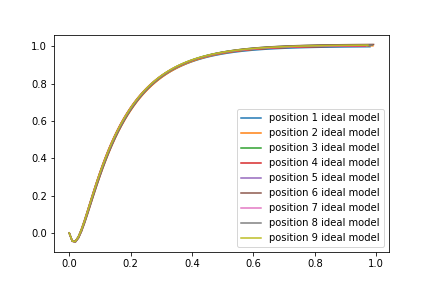 1.0
0.8
0.6
0.4
0.2
0.0
0.0 0.2 0.4 0.6 0.8 1.0
position 1 ideal model
position 2 ideal model
position 3 ideal model
position 4 ideal model
position 5 ideal model
position 6 ideal model
position 7 ideal model
position 8 ideal model
position 9 ideal model